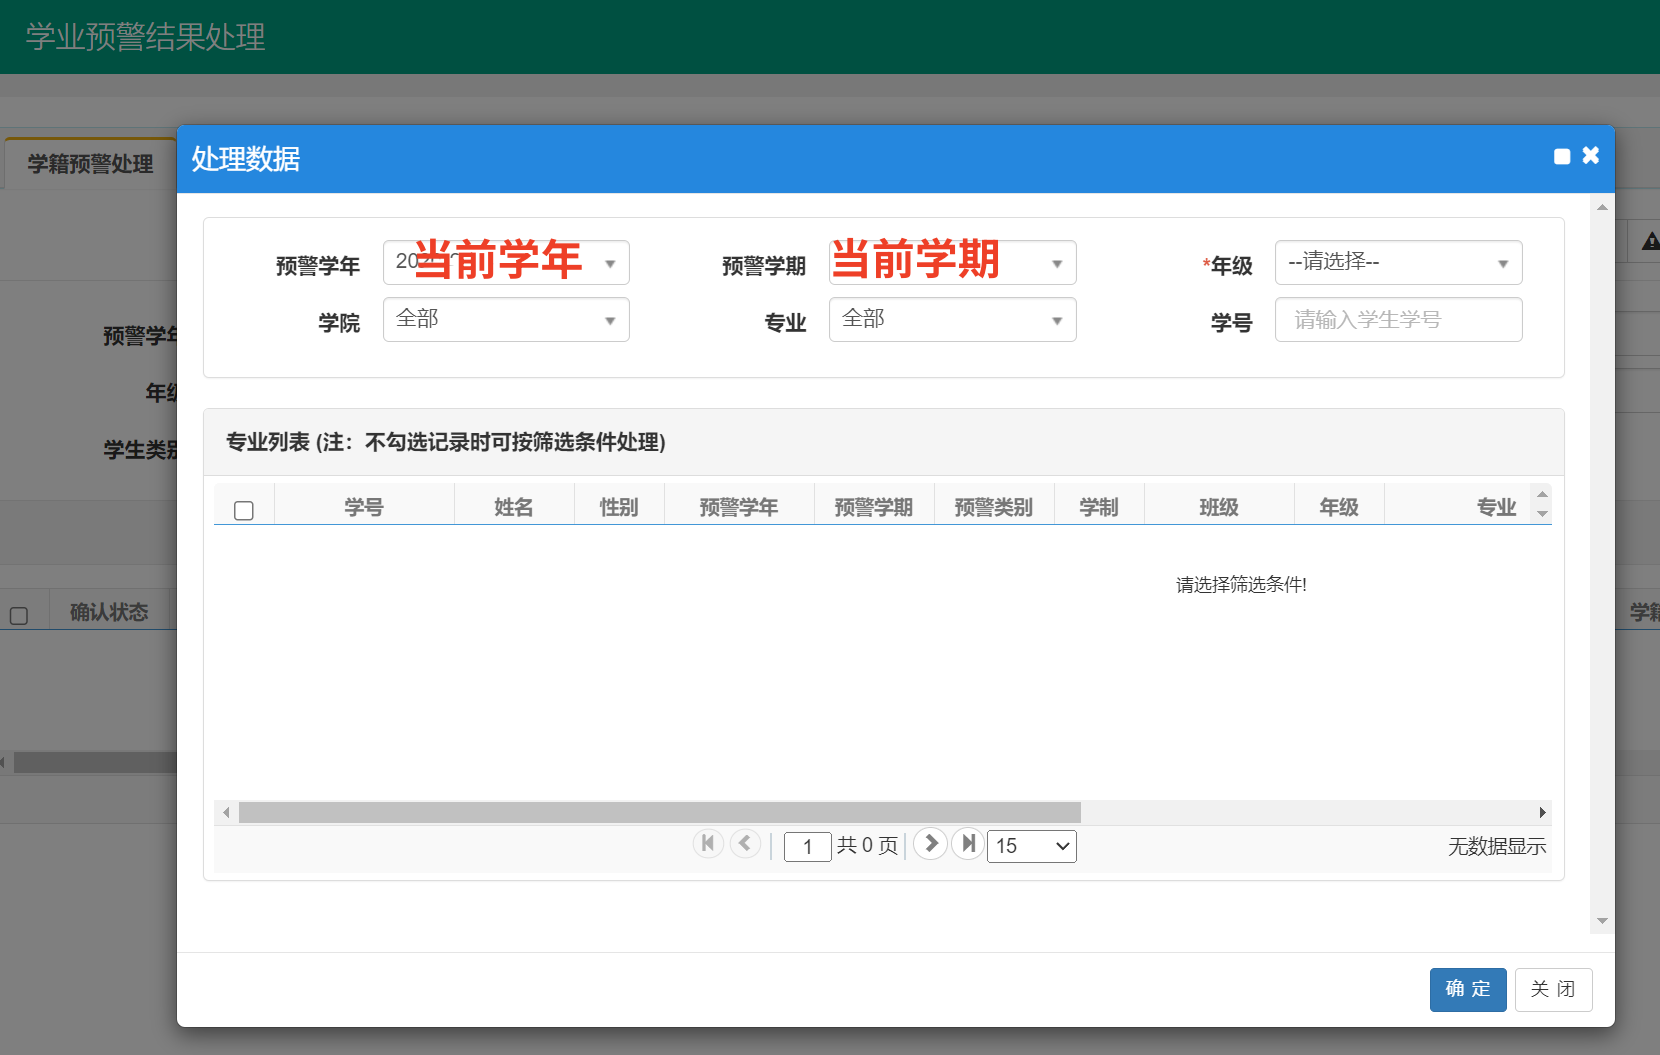 学业预警结果处理
学籍预警处理
处理数据
预警学年 当前学年 预警学期 当前学期 *年级 --请选择--
学院 全部 专业 全部 学号 请输入学生学号
预警学年
年级
学生类别
专业列表 (注：不勾选记录时可按筛选条件处理)
学号 姓名 性别 预警学年 预警学期 预警类别 学制 班级 年级 专业
请选择筛选条件!
确认状态
学籍
1 共 0 页 15 无数据显示
确 定 关 闭